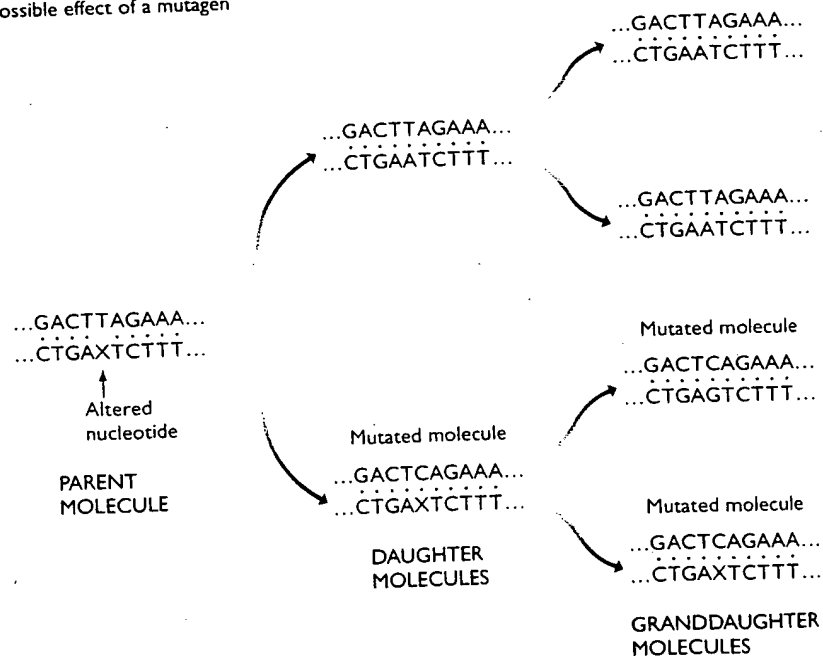 ossible effect of a mutagen
...GACTTAGAAA...
...CTGAATCTTT...
...GACTTAGAAA...
...CTGAATCTTT...
...GACTTAGAAA...
...CTGAATCTTT...
...GACTTAGAAA...
...CTGAXTCTTT...
Altered
nucleotide
PARENT
MOLECULE
Mutated molecule
...GACTCAGAAA...
...CTGAGTCTTT...
Mutated molecule
...GACTCAGAAA...
...CTGAXTCTTT...
DAUGHTER
MOLECULES
Mutated molecule
...GACTCAGAAA...
...CTGAXTCTTT...
GRANDDAUGHTER
MOLECULES